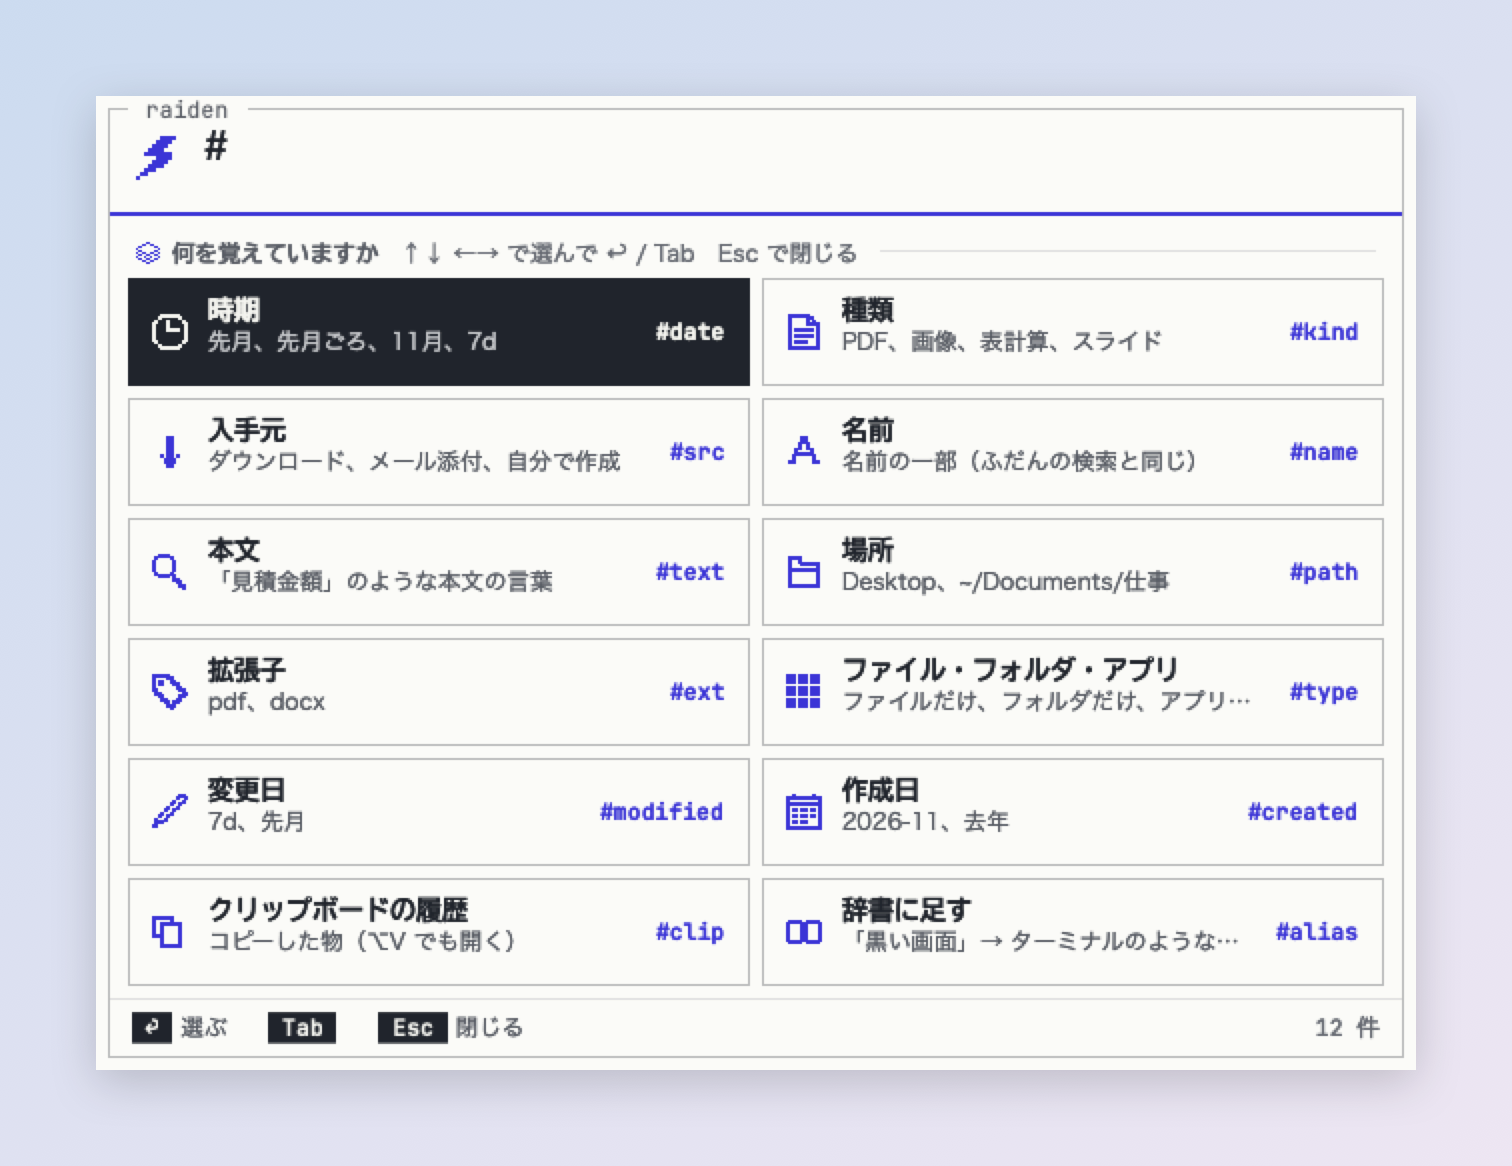 raiden
#
何を覚えていますか ↑↓ ←→ で選んで ↩ / Tab Esc で閉じる
時期
先月、先月ごろ、11月、7d
#date
種類
PDF、画像、表計算、スライド
#kind
入手元
ダウンロード、メール添付、自分で作成
#src
名前
名前の一部（ふだんの検索と同じ）
#name
本文
「見積金額」のような本文の言葉
#text
場所
Desktop、~/Documents/仕事
#path
拡張子
pdf、docx
#ext
ファイル・フォルダ・アプリ
ファイルだけ、フォルダだけ、アプリ…
#type
変更日
7d、先月
#modified
作成日
2026-11、去年
#created
クリップボードの履歴
コピーした物（⌥V でも開く）
#clip
辞書に足す
「黒い画面」→ ターミナルのような…
#alias
↩ 選ぶ Tab Esc 閉じる
12 件